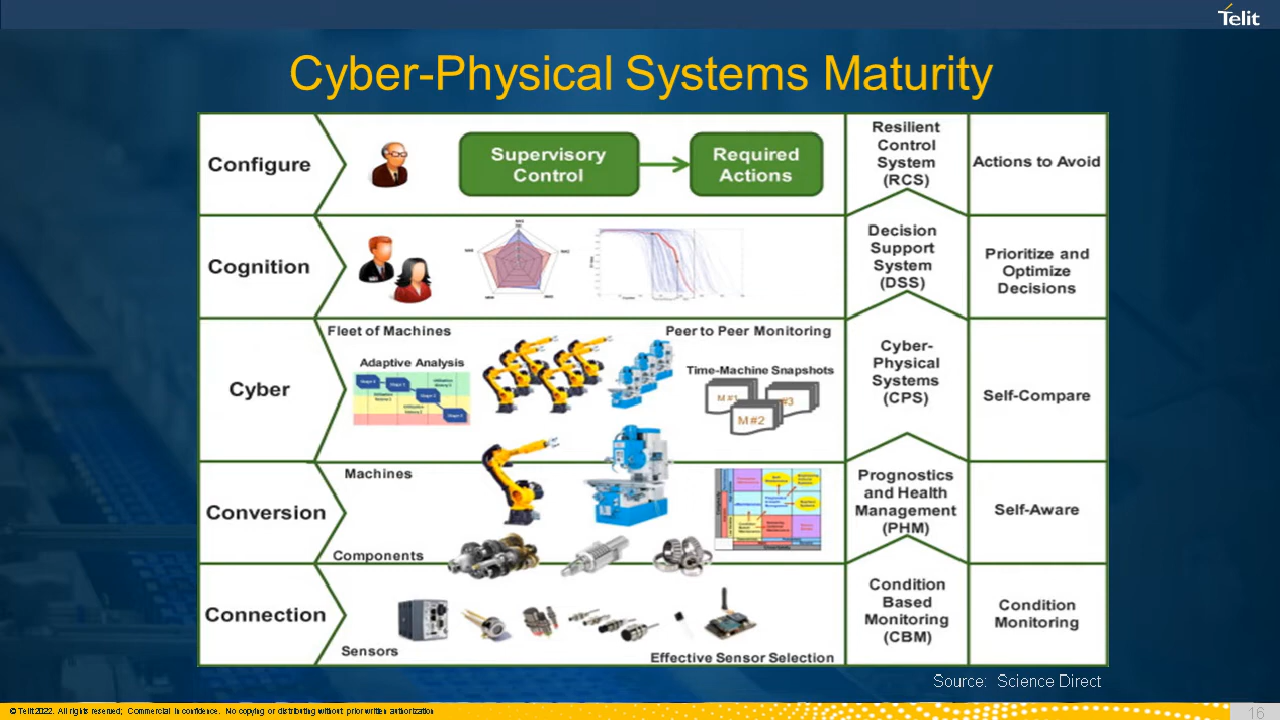 Telit
Cyber-Physical Systems Maturity
Configure
Supervisory
Control
Required
Actions
Resilient
Control
System
(RCS)
Actions to Avoid
Cognition
Decision
Support
System
(DSS)
Prioritize and
Optimize
Decisions
Cyber
Fleet of Machines
Peer to Peer Monitoring
Adaptive Analysis
Time-Machine Snapshots
M #1
M #2
#3
Cyber-
Physical
Systems
(CPS)
Self-Compare
Conversion
Machines
Components
Prognostics
and Health
Management
(PHM)
Self-Aware
Connection
Sensors
Effective Sensor Selection
Condition
Based
Monitoring
(CBM)
Condition
Monitoring
Source: Science Direct
© Telit 2022. All rights reserved; Commercial in confidence. No copying or distributing without prior written authorization
16